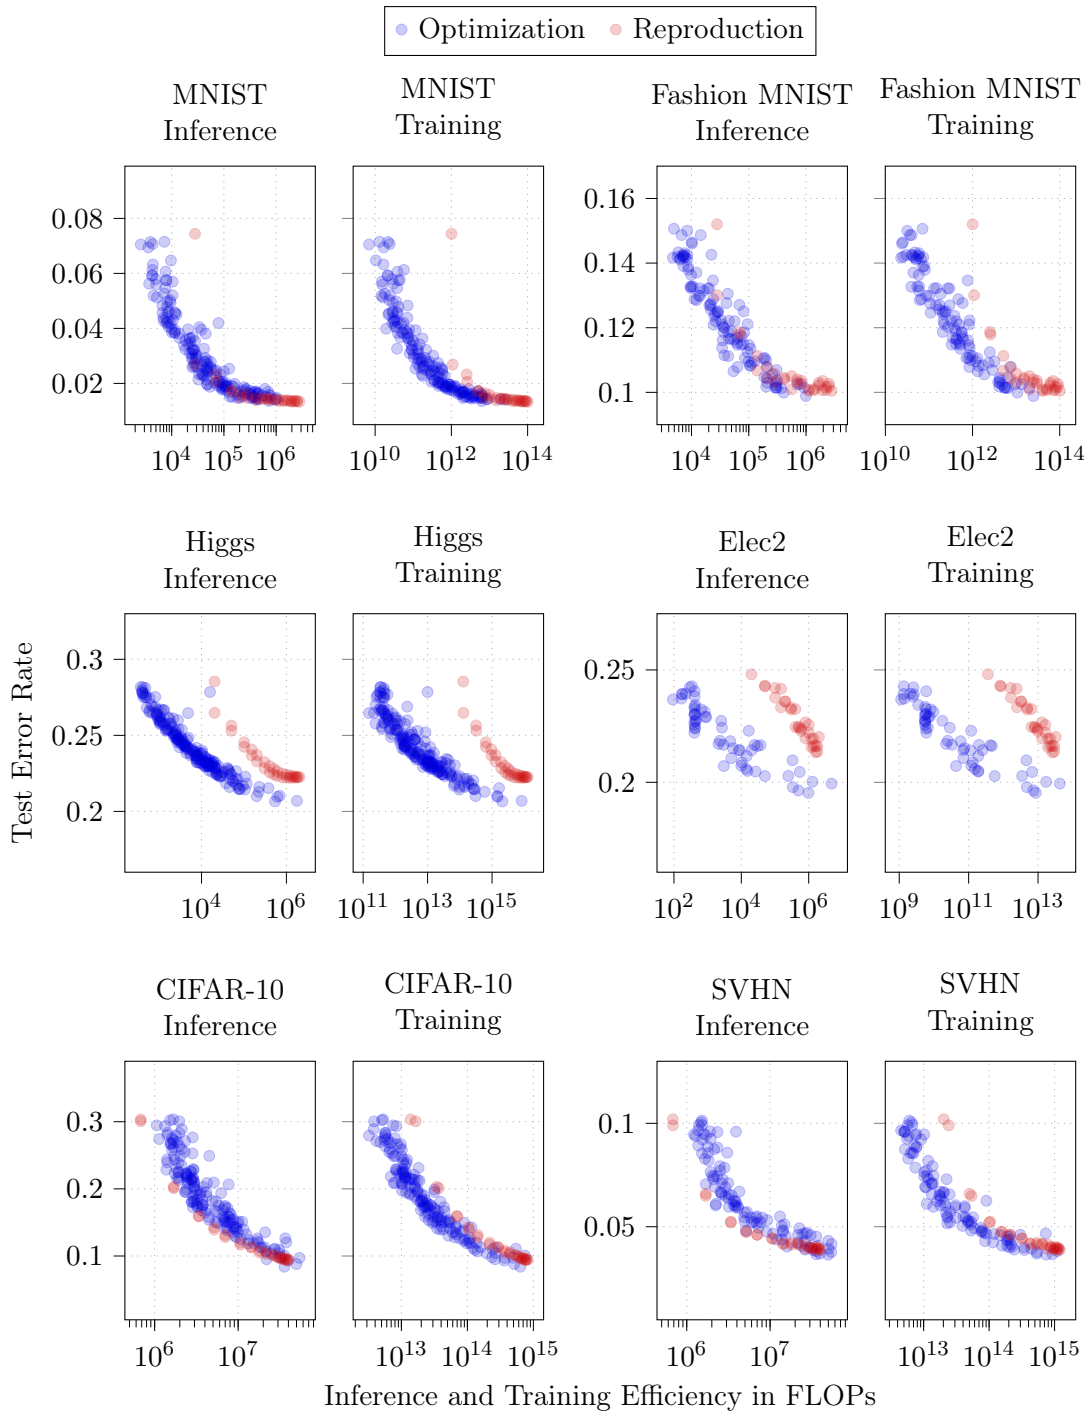 Optimization Reproduction
MNIST
Inference
MNIST
Training
Fashion MNIST
Inference
Fashion MNIST
Training
0.08
0.06
0.04
0.02
10^4 10^5 10^6
10^10 10^12 10^14
0.16
0.14
0.12
0.1
10^4 10^5 10^6
10^10 10^12 10^14
Higgs
Inference
Higgs
Training
Elec2
Inference
Elec2
Training
Test Error Rate
0.3
0.25
0.2
10^4 10^6
10^11 10^13 10^15
0.25
0.2
10^2 10^4 10^6
10^9 10^11 10^13
CIFAR-10
Inference
CIFAR-10
Training
SVHN
Inference
SVHN
Training
0.3
0.2
0.1
10^6 10^7
10^13 10^14 10^15
0.1
0.05
10^6 10^7
10^13 10^14 10^15
Inference and Training Efficiency in FLOPs